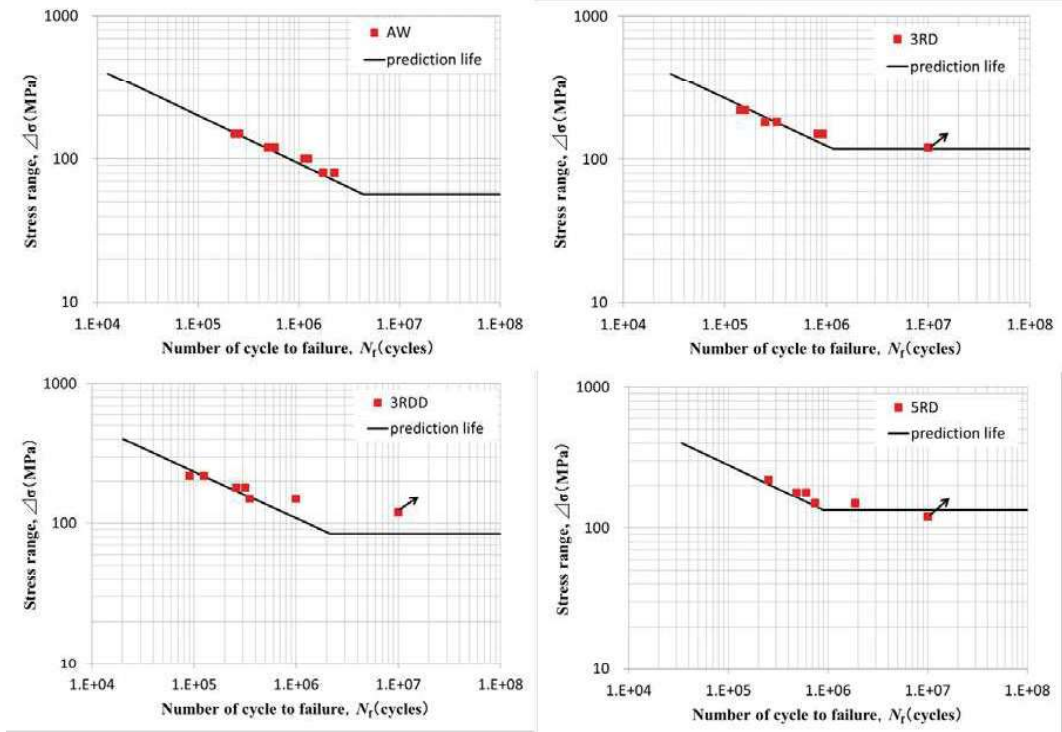 1000
100
10
Stress range, ⊿σ(MPa)
AW
prediction life
1.E+04 1.E+05 1.E+06 1.E+07 1.E+08
Number of cycle to failure, Nf(cycles)
1000
100
10
Stress range, ⊿σ(MPa)
3RD
prediction life
1.E+04 1.E+05 1.E+06 1.E+07 1.E+08
Number of cycle to failure, Nf(cycles)
1000
100
10
Stress range, ⊿σ(MPa)
3RDD
prediction life
1.E+04 1.E+05 1.E+06 1.E+07 1.E+08
Number of cycle to failure, Nf(cycles)
1000
100
10
Stress range, ⊿σ(MPa)
5RD
prediction life
1.E+04 1.E+05 1.E+06 1.E+07 1.E+08
Number of cycle to failure, Nf(cycles)